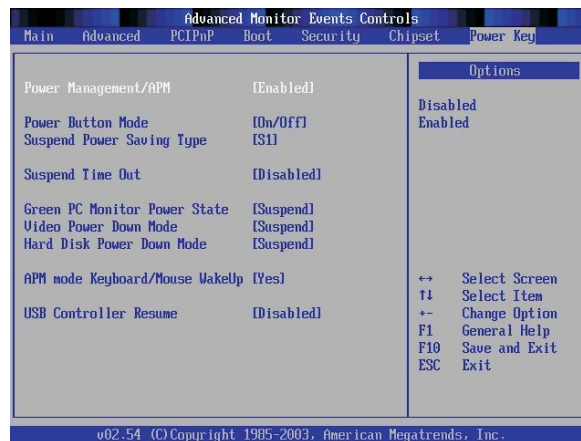 Advanced Monitor Events Controls
Main Advanced PCIPnP Boot Security Chipset Power Key
Options
Power Management/APM [Enabled]
Disabled
Enabled
Power Button Mode [On/Off]
Suspend Power Saving Type [S1]
Suspend Time Out [Disabled]
Green PC Monitor Power State [Suspend]
Video Power Down Mode [Suspend]
Hard Disk Power Down Mode [Suspend]
APM mode Keyboard/Mouse WakeUp [Yes]
USB Controller Resume [Disabled]
↔ Select Screen
↑↓ Select Item
+- Change Option
F1 General Help
F10 Save and Exit
ESC Exit
v02.54 (C)Copyright 1985-2003, American Megatrends, Inc.